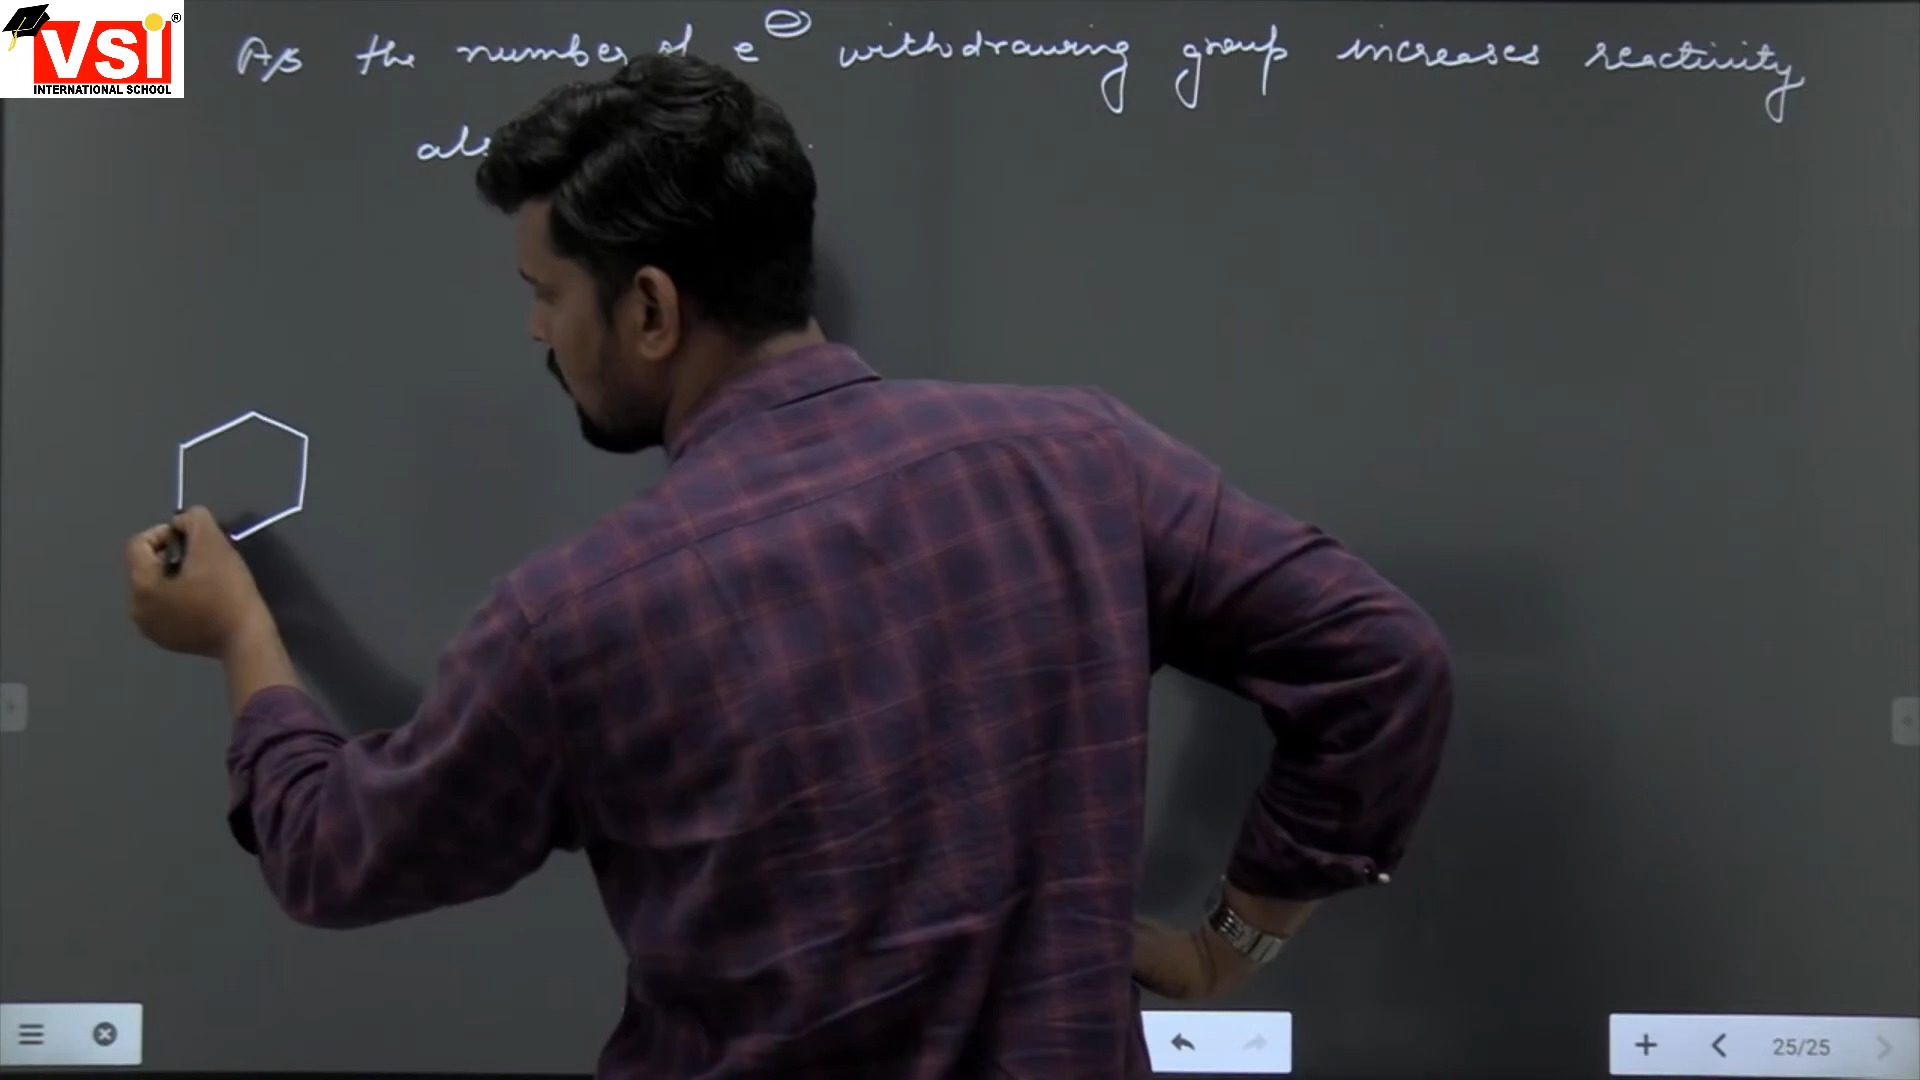 VSI®
INTERNATIONAL SCHOOL
As the number of e⊖ withdrawing group increases reactivity
25/25